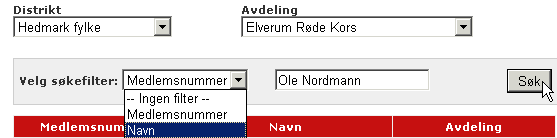 Distrikt Avdeling
Hedmark fylke Elverum Røde Kors
Velg søkefilter: Medlemsnummer Ole Nordmann Søk
-- Ingen filter --
Medlemsnummer
Navn
Medlemsnum Navn Avdeling